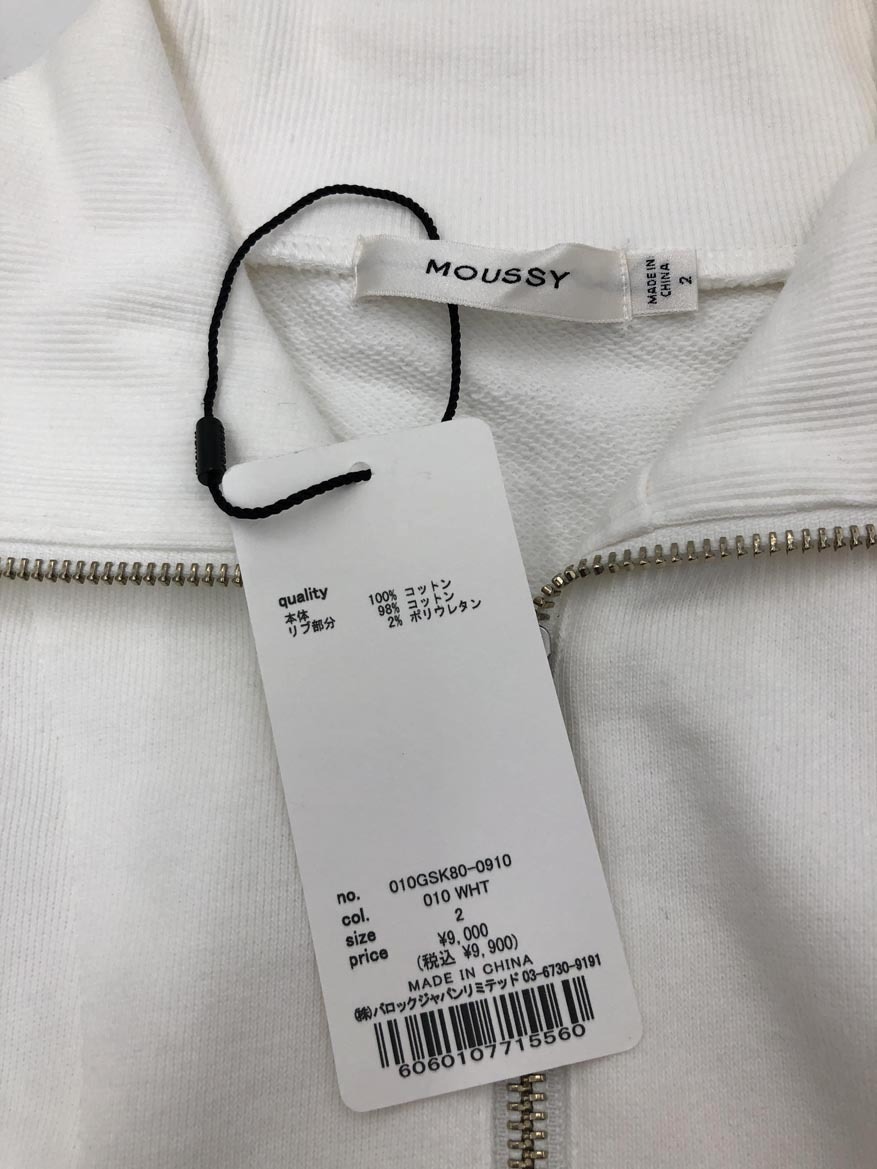 MOUSSY
MADE IN
CHINA
2
quality
本体 100% コットン
リブ部分 98% コットン
2% ポリウレタン
no. 010GSK80-0910
col. 010 WHT
size 2
price ¥9,000
(税込 ¥9,900)
MADE IN CHINA
㈱バロックジャパンリミテッド 03-6730-9191
6060107715560